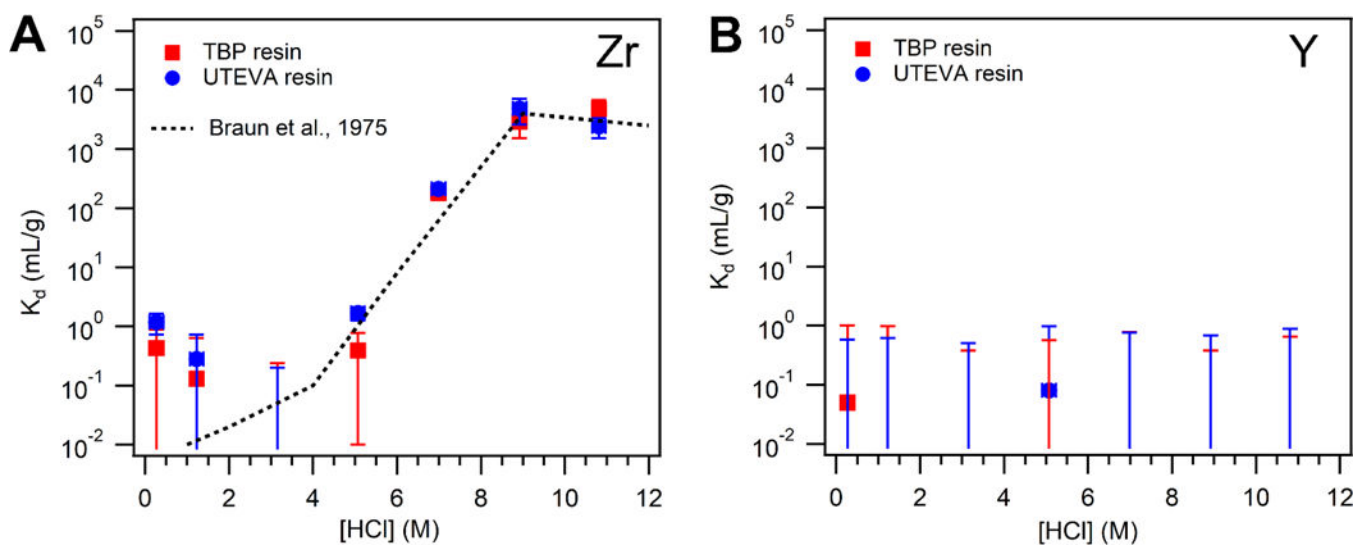 A
Zr
TBP resin
UTEVA resin
Braun et al., 1975
K_d (mL/g)
10^5
10^4
10^3
10^2
10^1
10^0
10^-1
10^-2
0 2 4 6 8 10 12
[HCl] (M)
B
Y
TBP resin
UTEVA resin
K_d (mL/g)
10^5
10^4
10^3
10^2
10^1
10^0
10^-1
10^-2
0 2 4 6 8 10 12
[HCl] (M)